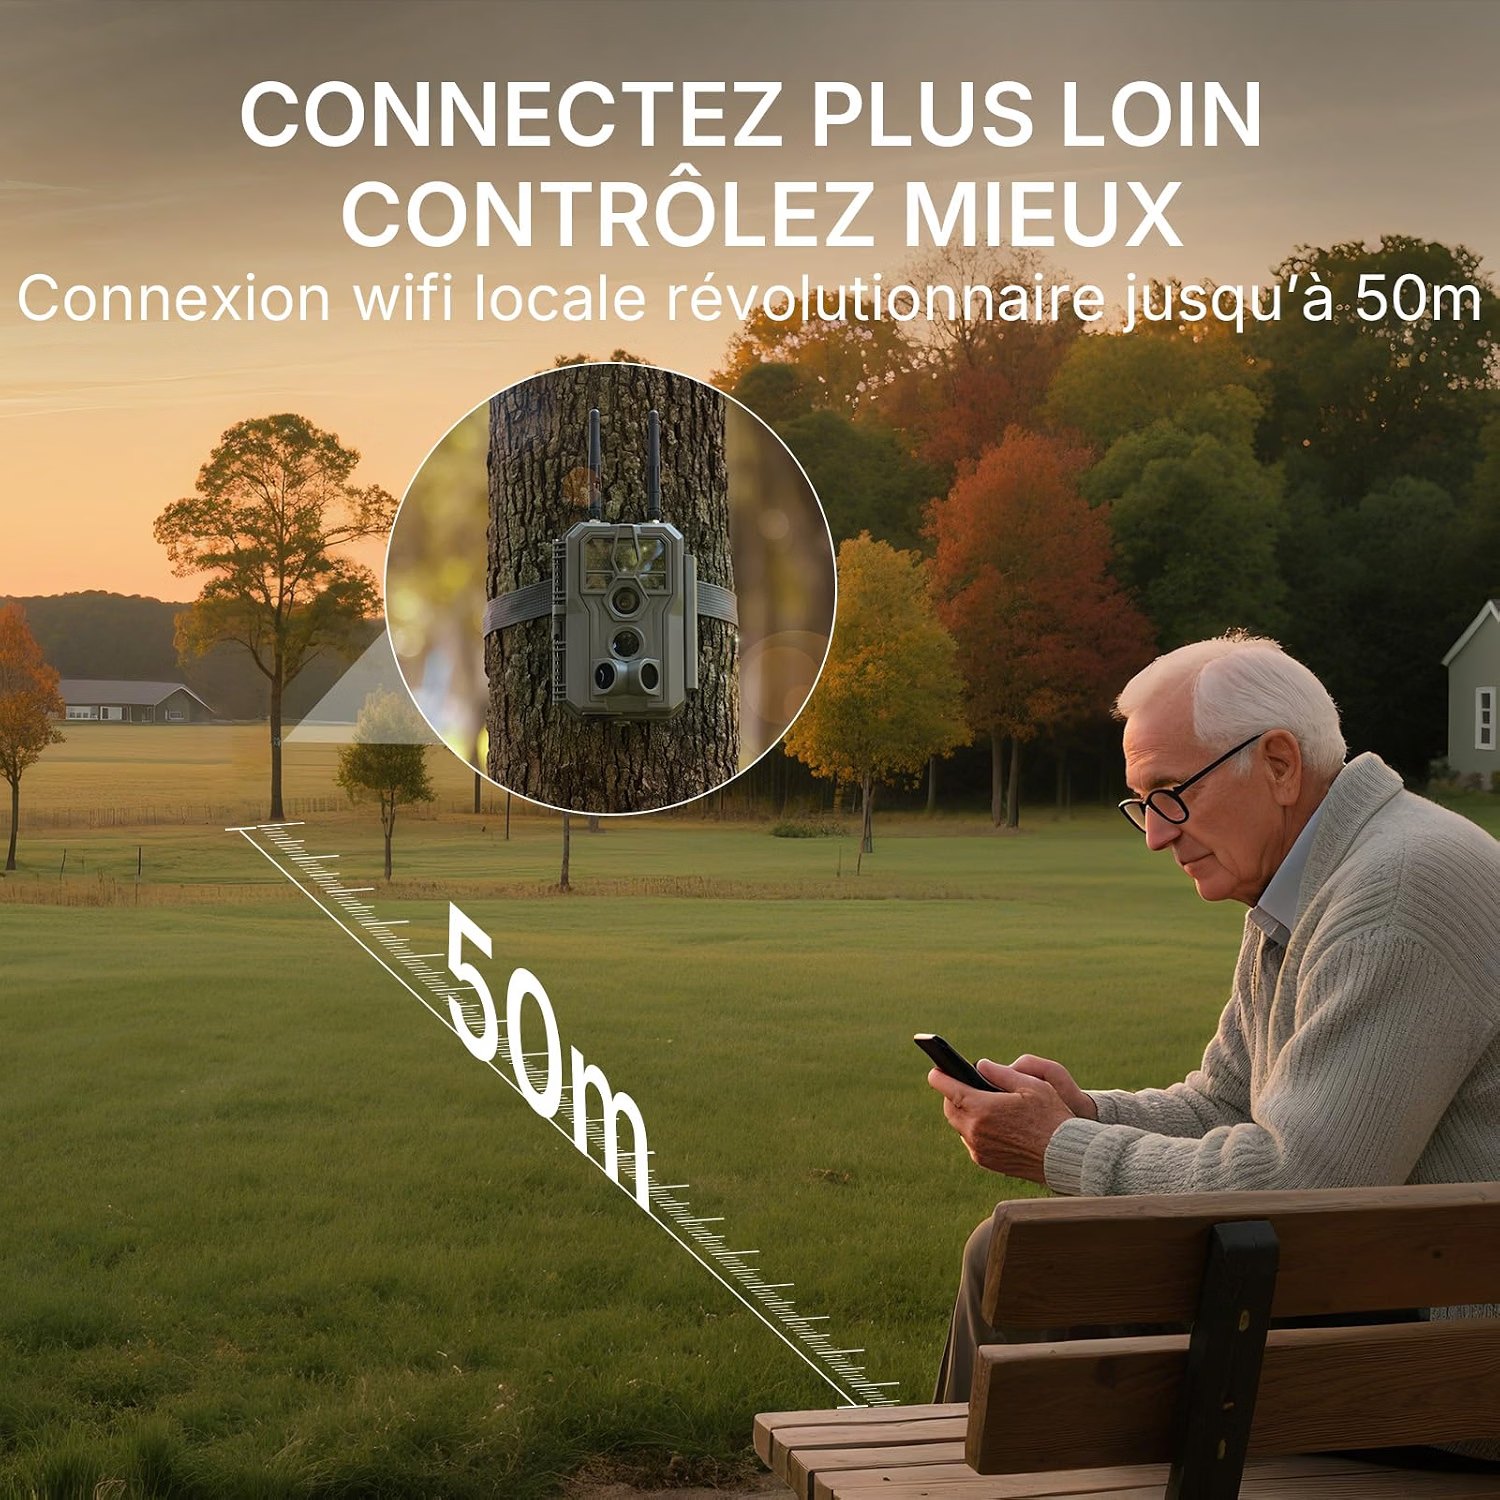 CONNECTEZ PLUS LOIN
CONTRÔLEZ MIEUX
Connexion wifi locale révolutionnaire jusqu'à 50m
50m